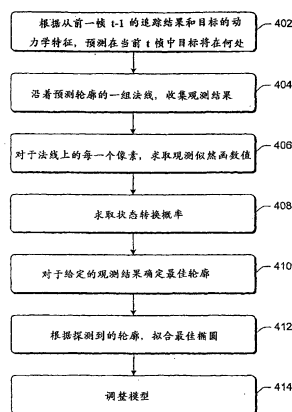 根据从前一帧 t-1 的追踪结果和目标的动
力学特征，预测在当前 t 帧中目标将在何处
402
沿着预测轮廓的一组法线，收集观测结果
404
对于法线上的每一个像素，求取观测似然函数值
406
求取状态转换概率
408
对于给定的观测结果确定最佳轮廓
410
根据探测到的轮廓，拟合最佳椭圆
412
调整模型
414